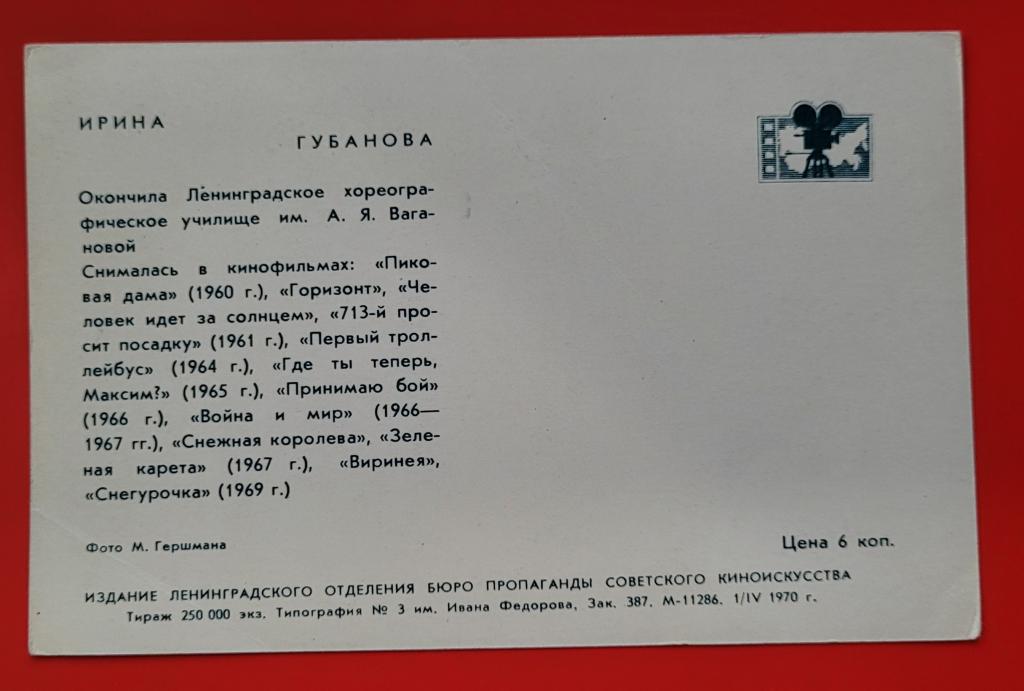 ИРИНА
ГУБАНОВА
Окончила Ленинградское хореогра-
фическое училище им. А. Я. Вага-
новой
Снималась в кинофильмах: «Пико-
вая дама» (1960 г.), «Горизонт», «Че-
ловек идет за солнцем», «713-й про-
сит посадку» (1961 г.), «Первый трол-
лейбус» (1964 г.), «Где ты теперь,
Максим?» (1965 г.), «Принимаю бой»
(1966 г.), «Война и мир» (1966—
1967 гг.), «Снежная королева», «Зеле-
ная карета» (1967 г.), «Виринея»,
«Снегурочка» (1969 г.)
Фото М. Гершмана
Цена 6 коп.
ИЗДАНИЕ ЛЕНИНГРАДСКОГО ОТДЕЛЕНИЯ БЮРО ПРОПАГАНДЫ СОВЕТСКОГО КИНОИСКУССТВА
Тираж 250 000 экз. Типография № 3 им. Ивана Федорова, Зак. 387. М-11286. 1/IV 1970 г.